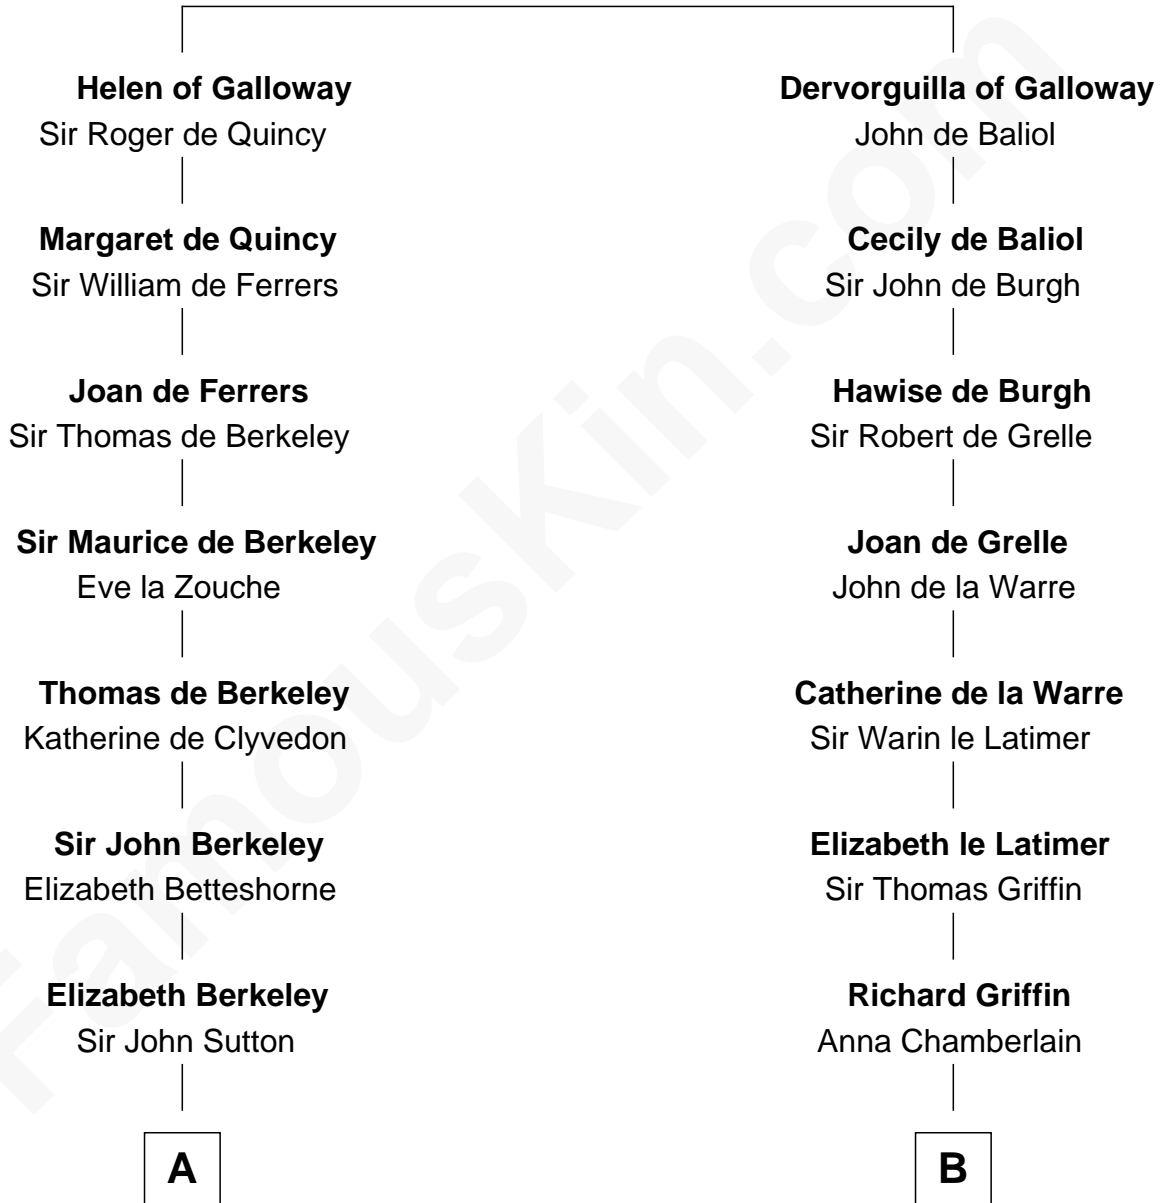 Helen of Galloway
Sir Roger de Quincy
Margaret de Quincy
Sir William de Ferrers
Joan de Ferrers
Sir Thomas de Berkeley
Sir Maurice de Berkeley
Eve la Zouche
Thomas de Berkeley
Katherine de Clyvedon
Sir John Berkeley
Elizabeth Betteshorne
Elizabeth Berkeley
Sir John Sutton
A
Dervorguilla of Galloway
John de Baliol
Cecily de Baliol
Sir John de Burgh
Hawise de Burgh
Sir Robert de Grelle
Joan de Grelle
John de la Warre
Catherine de la Warre
Sir Warin le Latimer
Elizabeth le Latimer
Sir Thomas Griffin
Richard Griffin
Anna Chamberlain
B
FamousKin.com